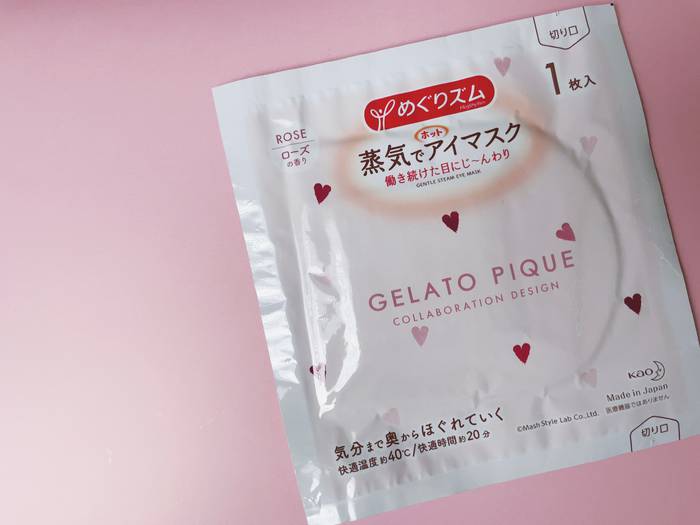 切り口
1枚入
めぐりズム
MegRhythm
ROSE
ローズ
の香り
蒸気でホットアイマスク
働き続けた目にじ〜んわり
GENTLE STEAM EYE MASK
GELATO PIQUE
COLLABORATION DESIGN
Kao
Made in Japan
医療機器ではありません
©Mash Style Lab Co.,Ltd.
気分まで奥からほぐれていく
快適温度 約40℃/快適時間 約20分
切り口